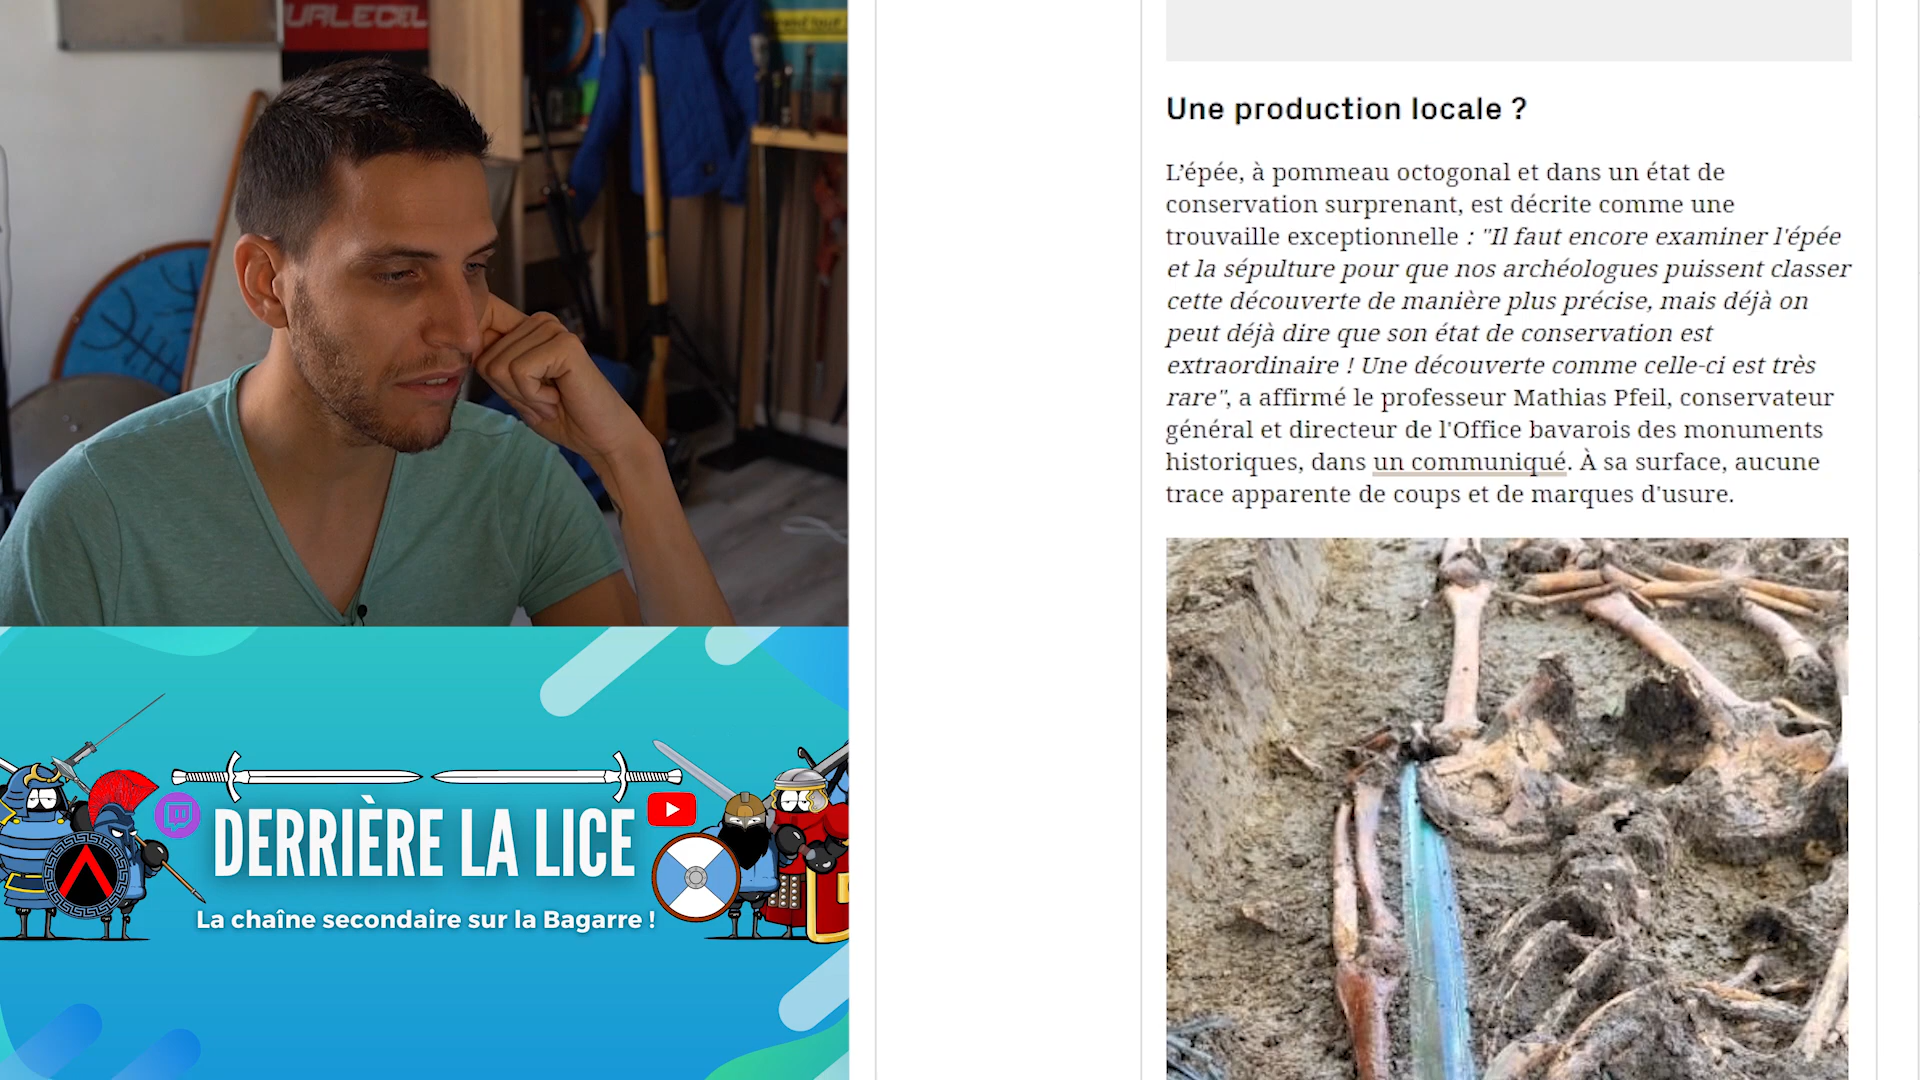 Une production locale ?
L’épée, à pommeau octogonal et dans un état de
conservation surprenant, est décrite comme une
trouvaille exceptionnelle : "Il faut encore examiner l'épée
et la sépulture pour que nos archéologues puissent classer
cette découverte de manière plus précise, mais déjà on
peut déjà dire que son état de conservation est
extraordinaire ! Une découverte comme celle-ci est très
rare", a affirmé le professeur Mathias Pfeil, conservateur
général et directeur de l'Office bavarois des monuments
historiques, dans un communiqué. À sa surface, aucune
trace apparente de coups et de marques d'usure.
DERRIÈRE LA LICE
La chaîne secondaire sur la Bagarre !